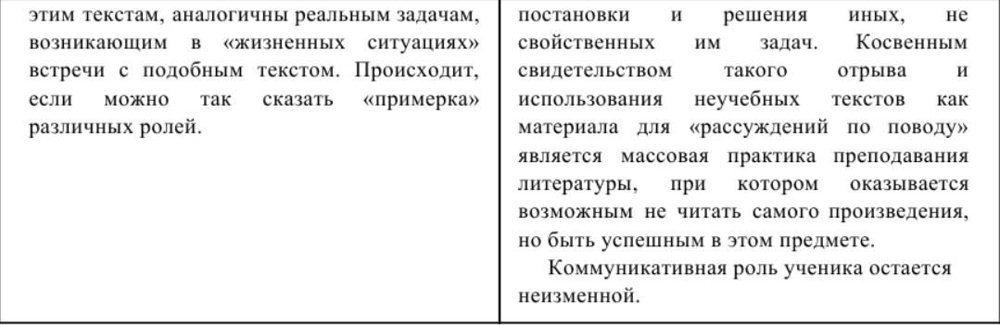 этим текстам, аналогичны реальным задачам,
возникающим в «жизненных ситуациях»
встречи с подобным текстом. Происходит,
если можно так сказать «примерка»
различных ролей.
постановки и решения иных, не
свойственных им задач. Косвенным
свидетельством такого отрыва и
использования неучебных текстов как
материала для «рассуждений по поводу»
является массовая практика преподавания
литературы, при котором оказывается
возможным не читать самого произведения,
но быть успешным в этом предмете.
Коммуникативная роль ученика остается
неизменной.